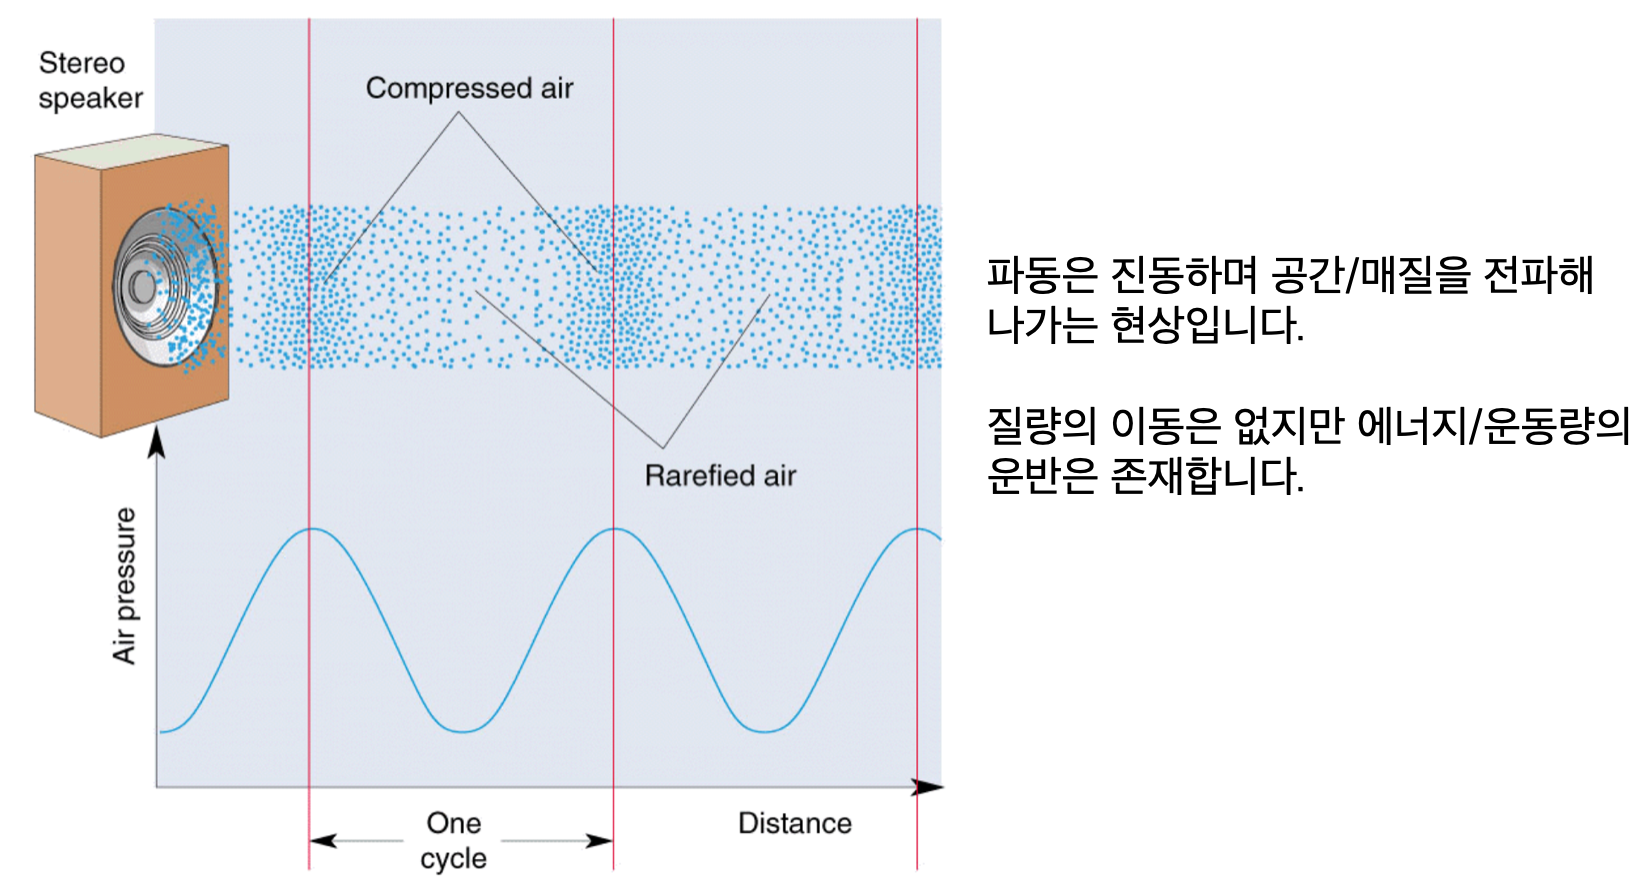 Stereo
speaker
Compressed air
Rarefied air
Air pressure
One
cycle
Distance
파동은 진동하며 공간/매질을 전파해
나가는 현상입니다.
질량의 이동은 없지만 에너지/운동량의
운반은 존재합니다.